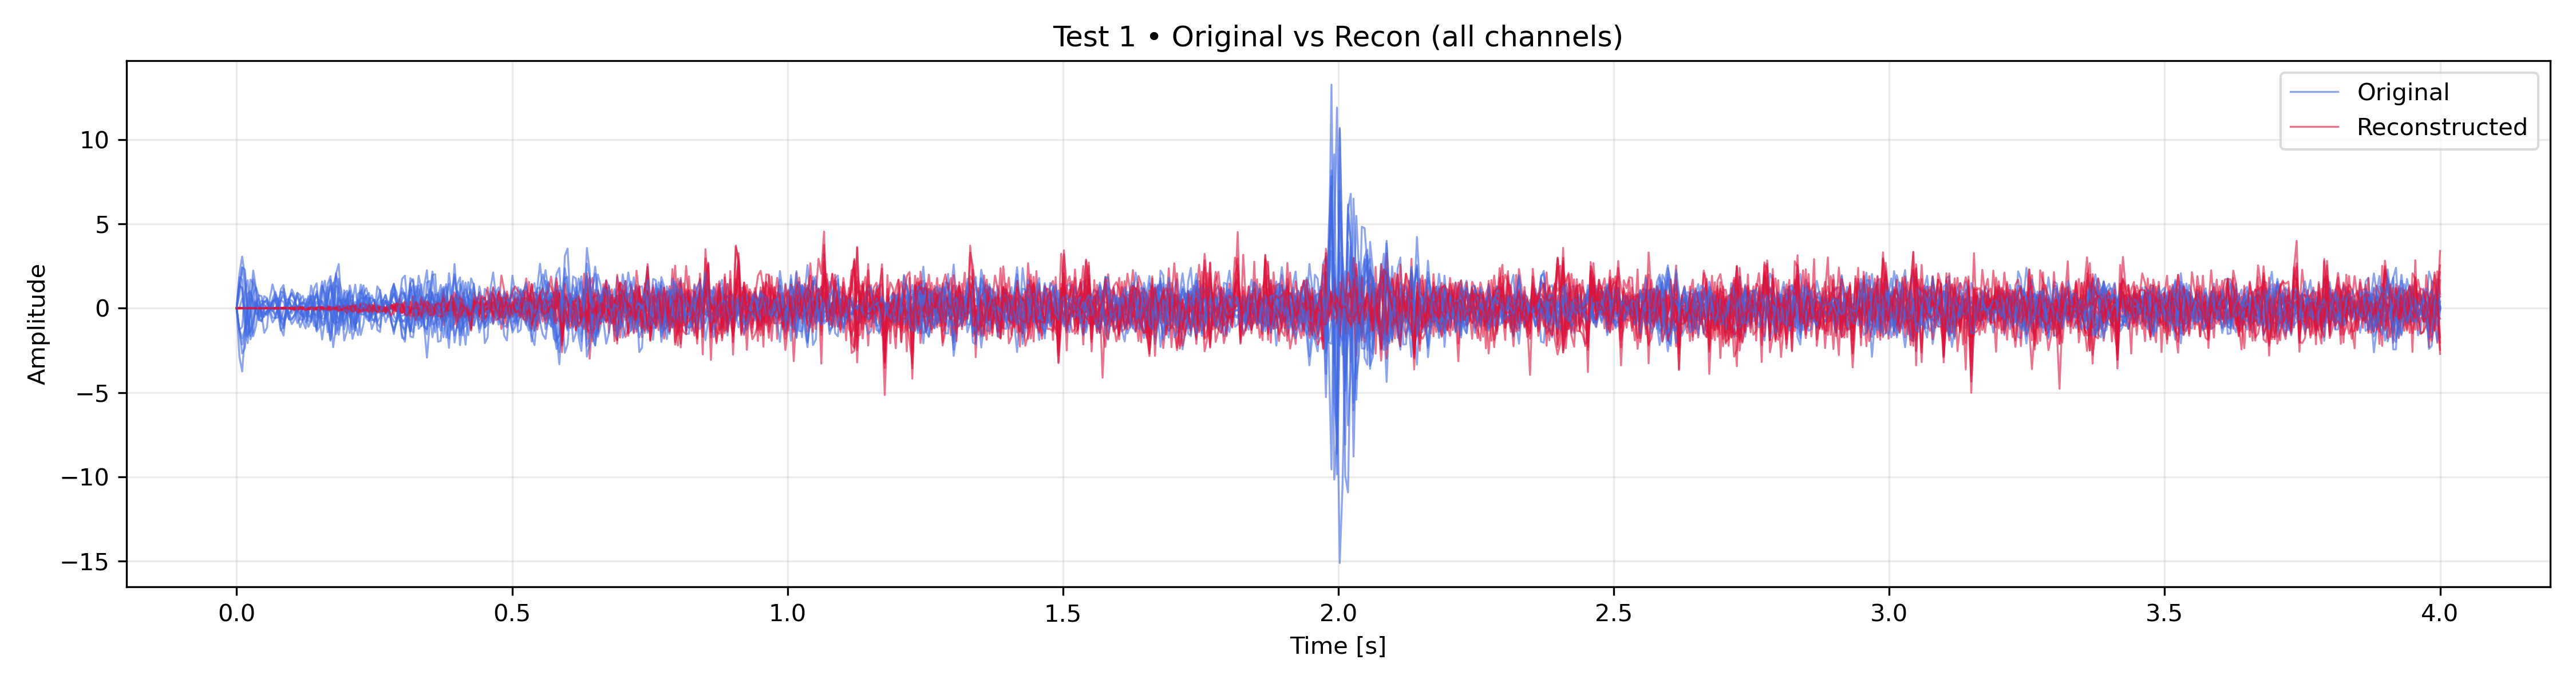 Test 1 • Original vs Recon (all channels)
Original
Reconstructed
Amplitude
10
5
0
−5
−10
−15
0.0 0.5 1.0 1.5 2.0 2.5 3.0 3.5 4.0
Time [s]